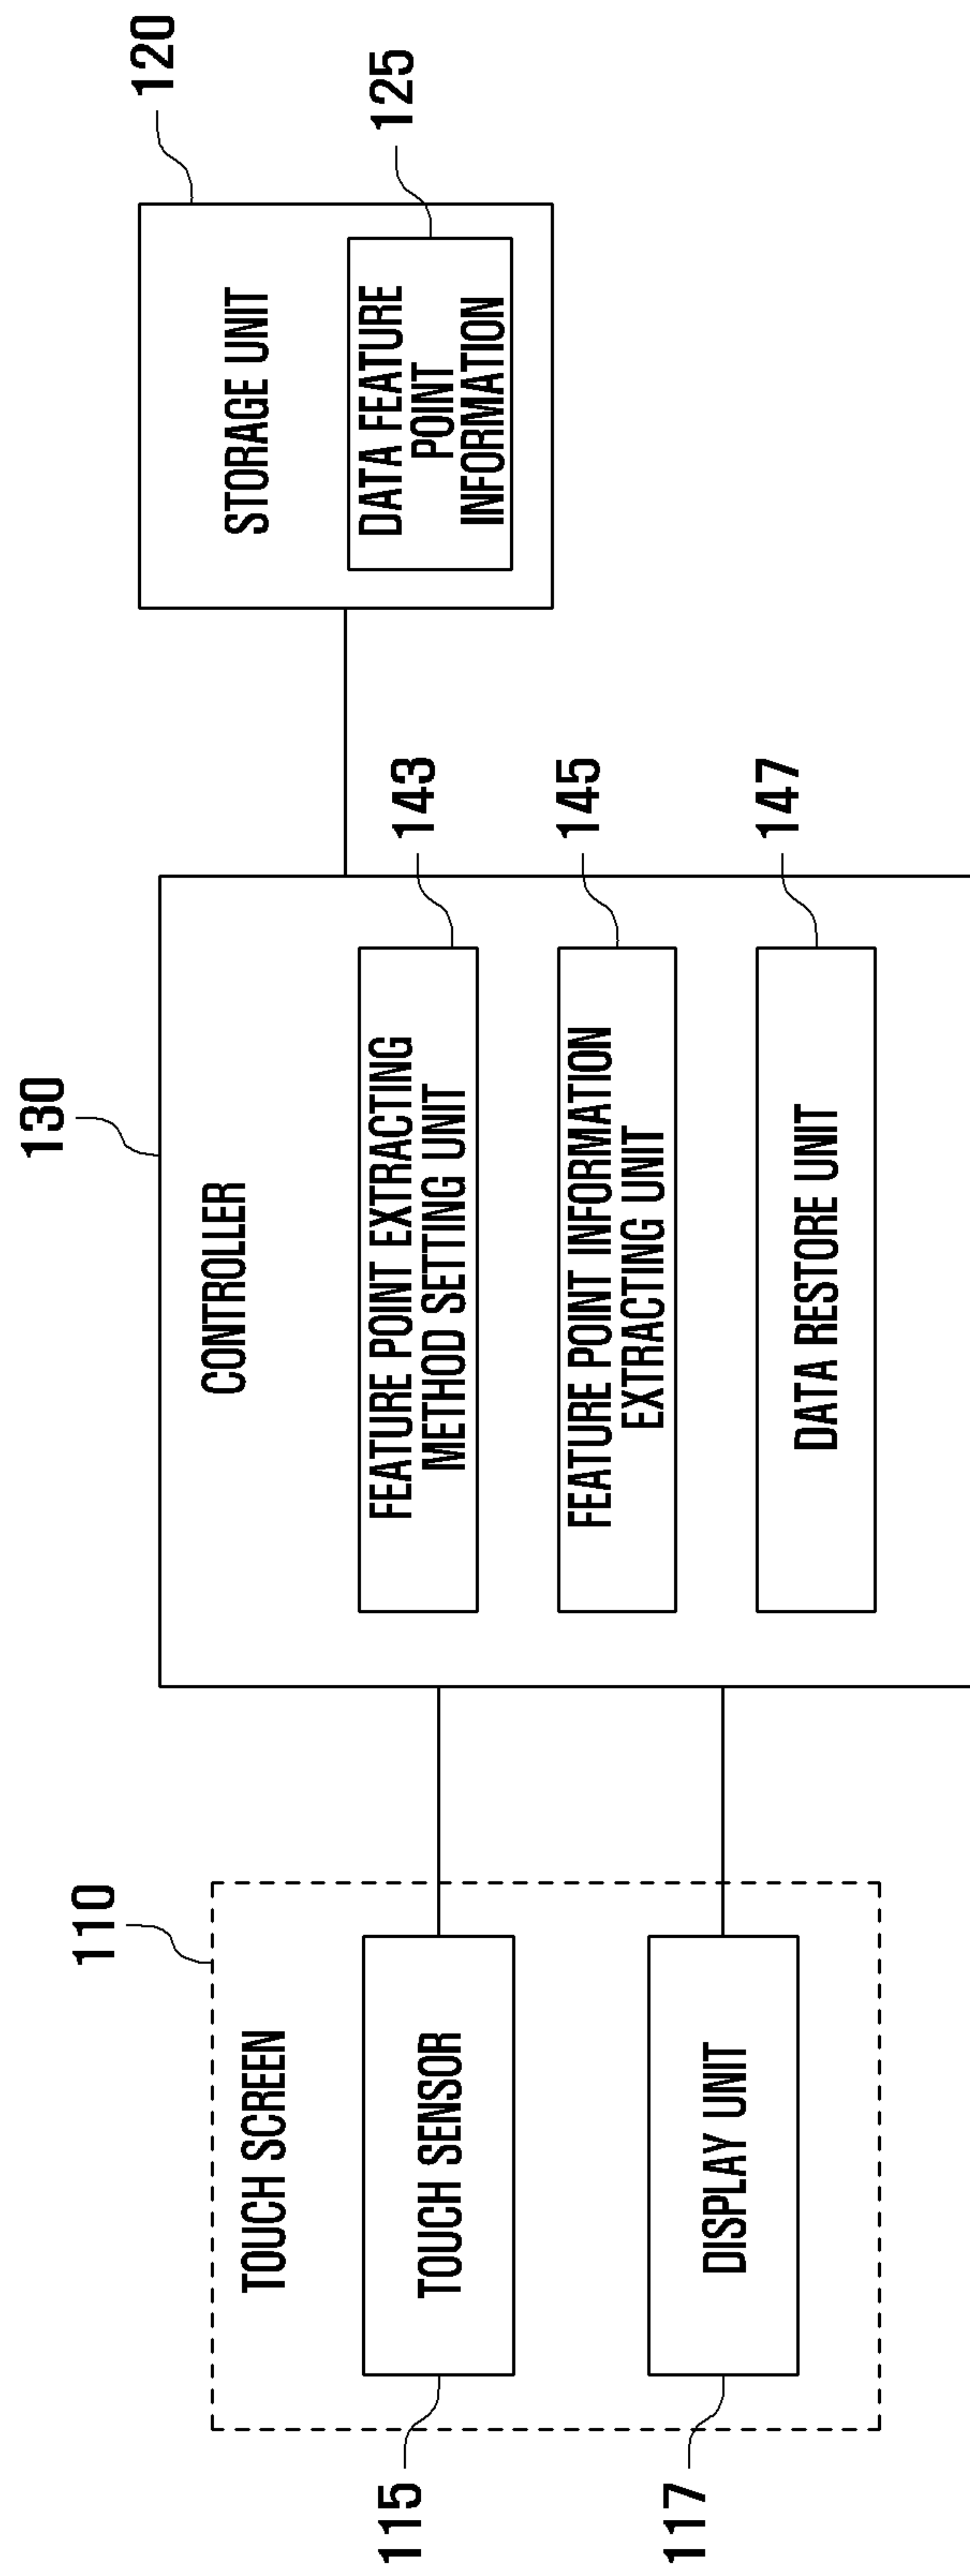 130
110
120
TOUCH SCREEN
CONTROLLER
STORAGE UNIT
125
115
TOUCH SENSOR
FEATURE POINT EXTRACTING
METHOD SETTING UNIT
143
DATA FEATURE
POINT
INFORMATION
FEATURE POINT INFORMATION
EXTRACTING UNIT
145
117
DISPLAY UNIT
DATA RESTORE UNIT
147